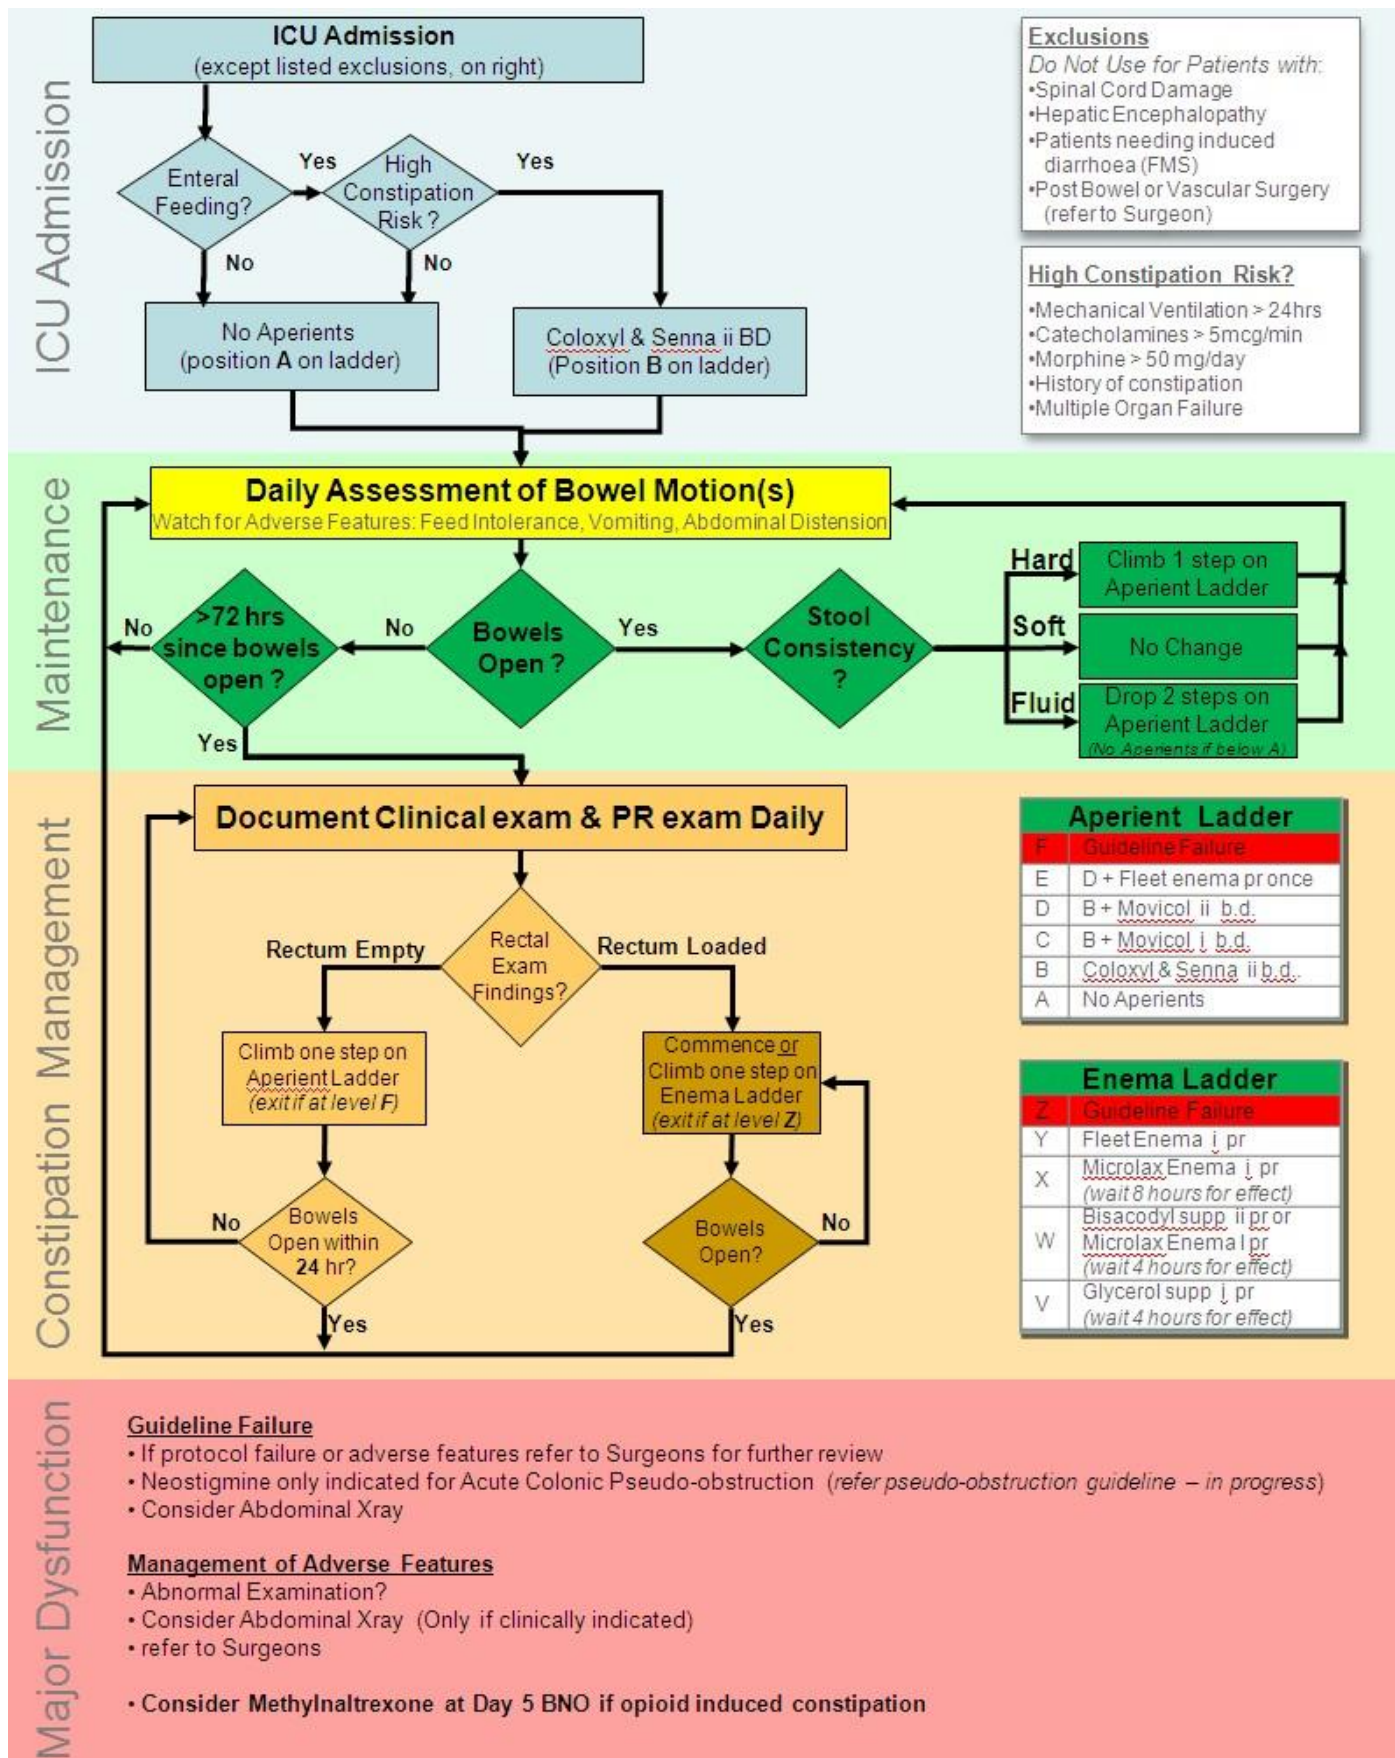 ICU Admission
ICU Admission
(except listed exclusions, on right)
Exclusions
Do Not Use for Patients with:
•Spinal Cord Damage
•Hepatic Encephalopathy
•Patients needing induced
diarrhoea (FMS)
•Post Bowel or Vascular Surgery
(refer to Surgeon)
Enteral
Feeding?
Yes
High
Constipation
Risk?
Yes
No
No
High Constipation Risk?
•Mechanical Ventilation > 24hrs
•Catecholamines > 5mcg/min
•Morphine > 50 mg/day
•History of constipation
•Multiple Organ Failure
No Aperients
(position A on ladder)
Coloxyl & Senna ii BD
(Position B on ladder)
Maintenance
Daily Assessment of Bowel Motion(s)
Watch for Adverse Features: Feed Intolerance, Vomiting, Abdominal Distension
No
>72 hrs
since bowels
open ?
No
Bowels
Open ?
Yes
Stool
Consistency
?
Hard
Climb 1 step on
Aperient Ladder
Soft
No Change
Fluid
Drop 2 steps on
Aperient Ladder
(No Aperients if below A)
Yes
Constipation Management
Document Clinical exam & PR exam Daily
Rectum Empty
Rectal
Exam
Findings?
Rectum Loaded
Climb one step on
Aperient Ladder
(exit if at level F)
Commence or
Climb one step on
Enema Ladder
(exit if at level Z)
No
Bowels
Open within
24 hr?
Yes
Bowels
Open?
No
Yes
Aperient Ladder
F Guideline Failure
E D + Fleet enema pr once
D B + Movicol ii b.d.
C B + Movicol i b.d.
B Coloxyl & Senna ii b.d.
A No Aperients
Enema Ladder
Z Guideline Failure
Y Fleet Enema i pr
X Microlax Enema i pr
(wait 8 hours for effect)
W Bisacodyl supp ii pr or
Microlax Enema I pr
(wait 4 hours for effect)
V Glycerol supp i pr
(wait 4 hours for effect)
Major Dysfunction
Guideline Failure
• If protocol failure or adverse features refer to Surgeons for further review
• Neostigmine only indicated for Acute Colonic Pseudo-obstruction (refer pseudo-obstruction guideline – in progress)
• Consider Abdominal Xray
Management of Adverse Features
• Abnormal Examination?
• Consider Abdominal Xray (Only if clinically indicated)
• refer to Surgeons
• Consider Methylnaltrexone at Day 5 BNO if opioid induced constipation